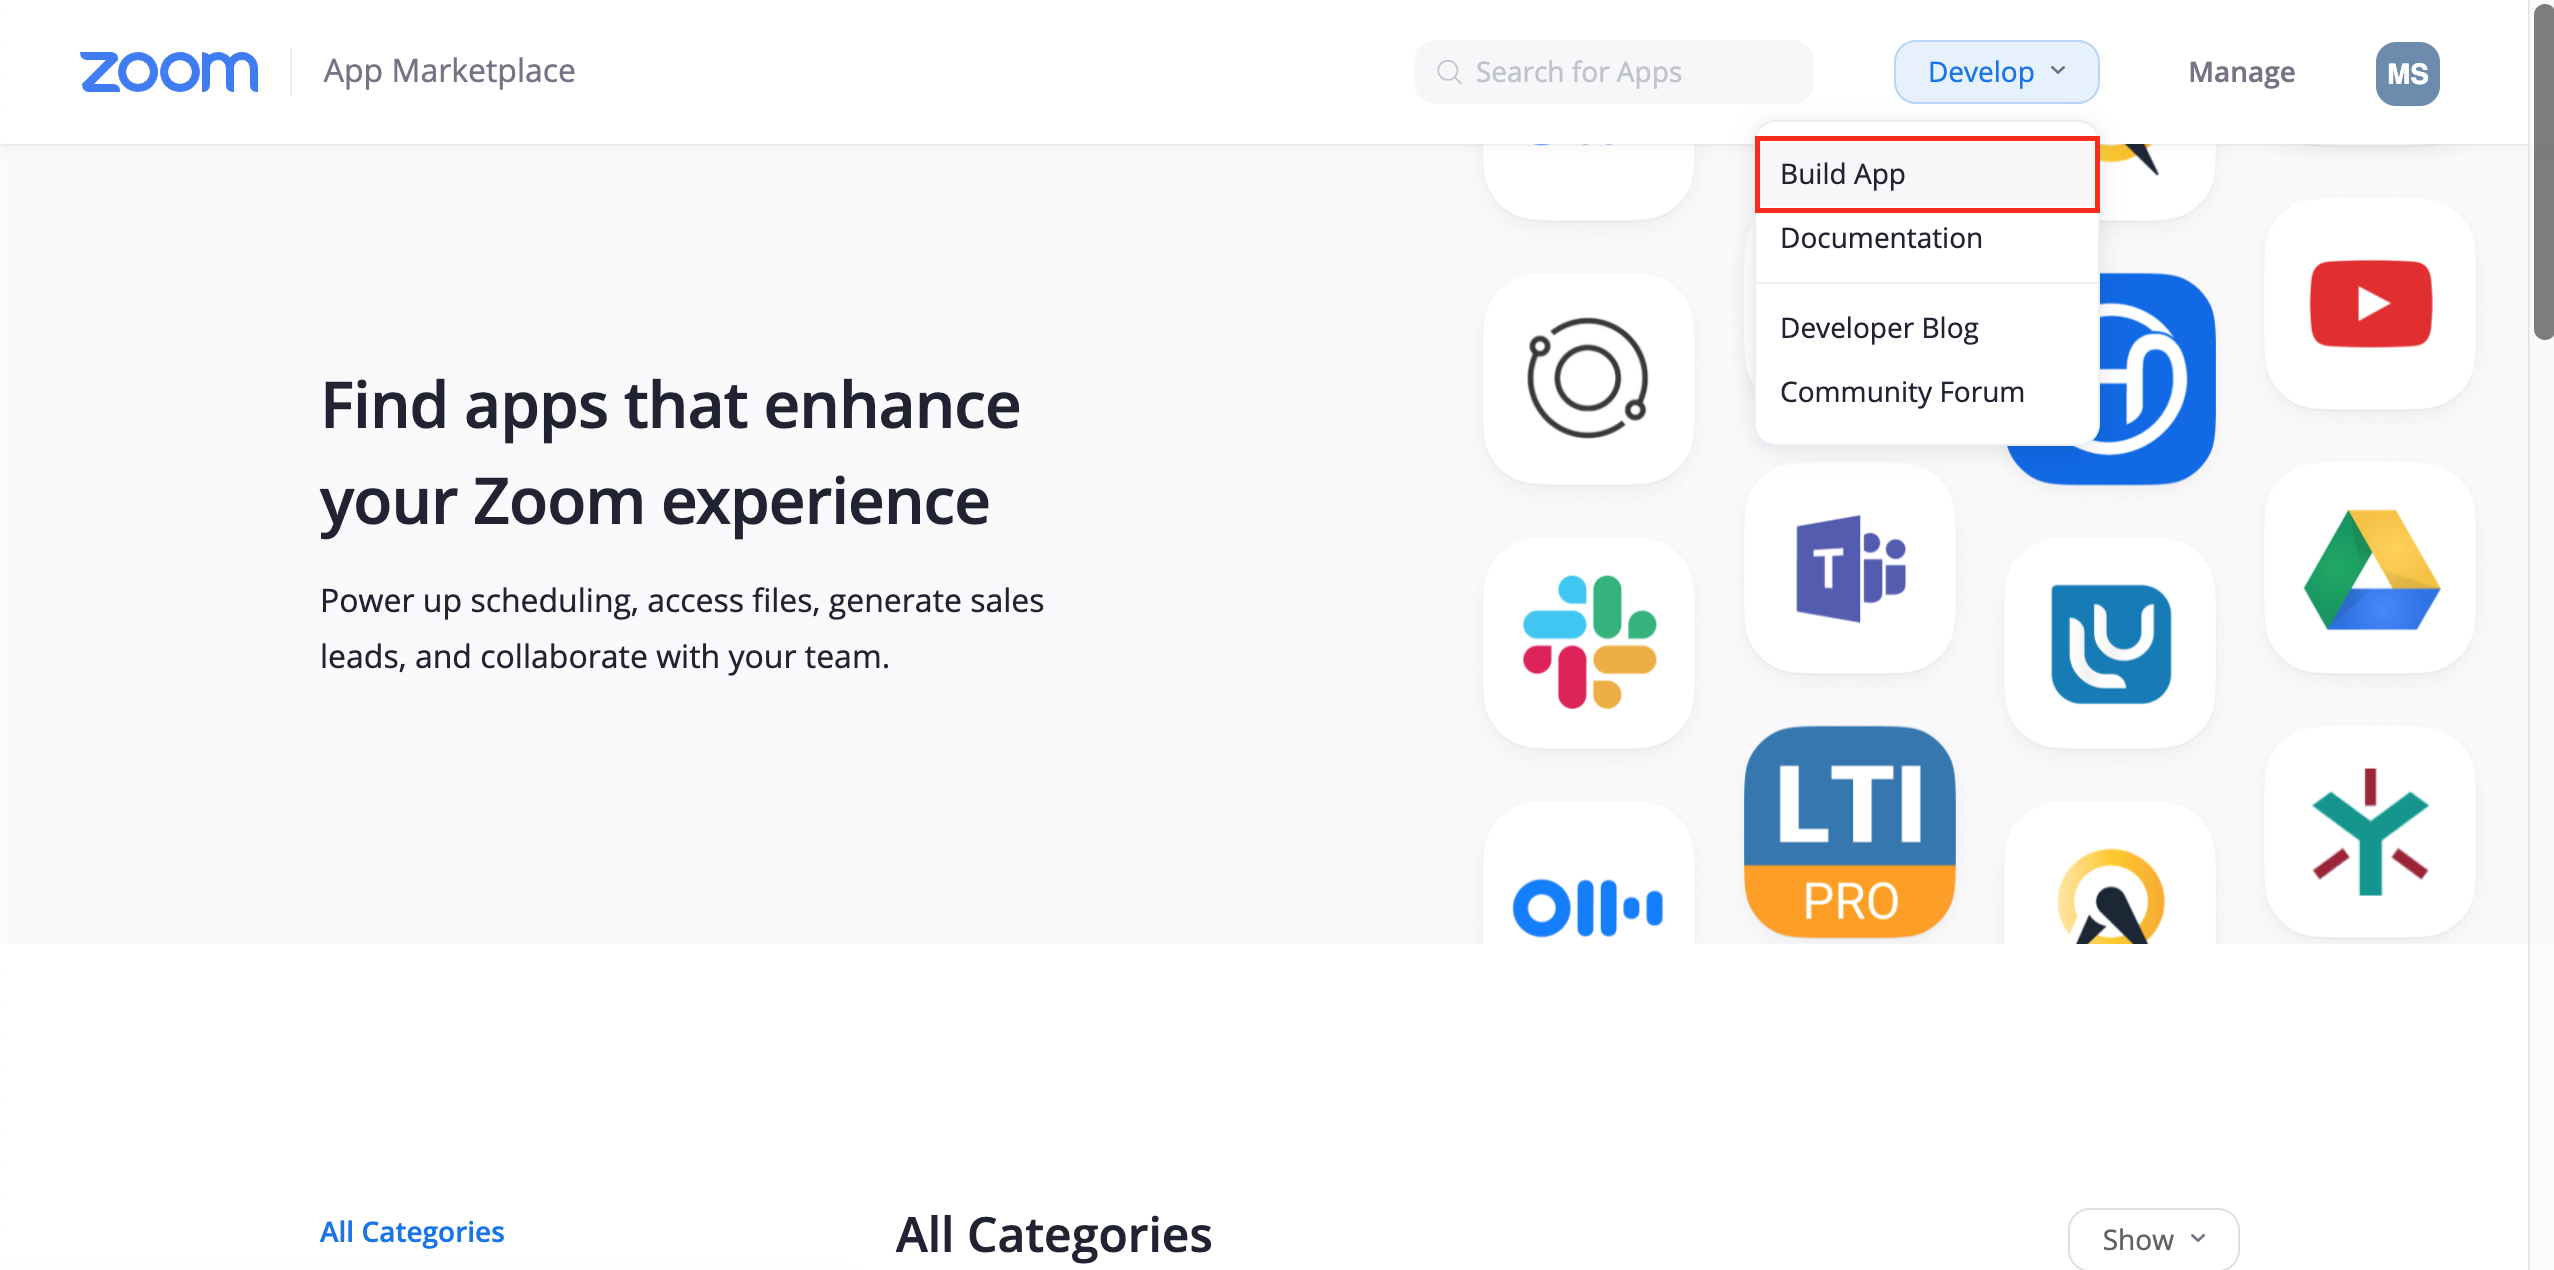 zoom
App Marketplace
Search for Apps
Develop
Manage
MS
Build App
Documentation
Developer Blog
Community Forum
Find apps that enhance
your Zoom experience
Power up scheduling, access files, generate sales
leads, and collaborate with your team.
T
LTI
PRO
All Categories
All Categories
Show